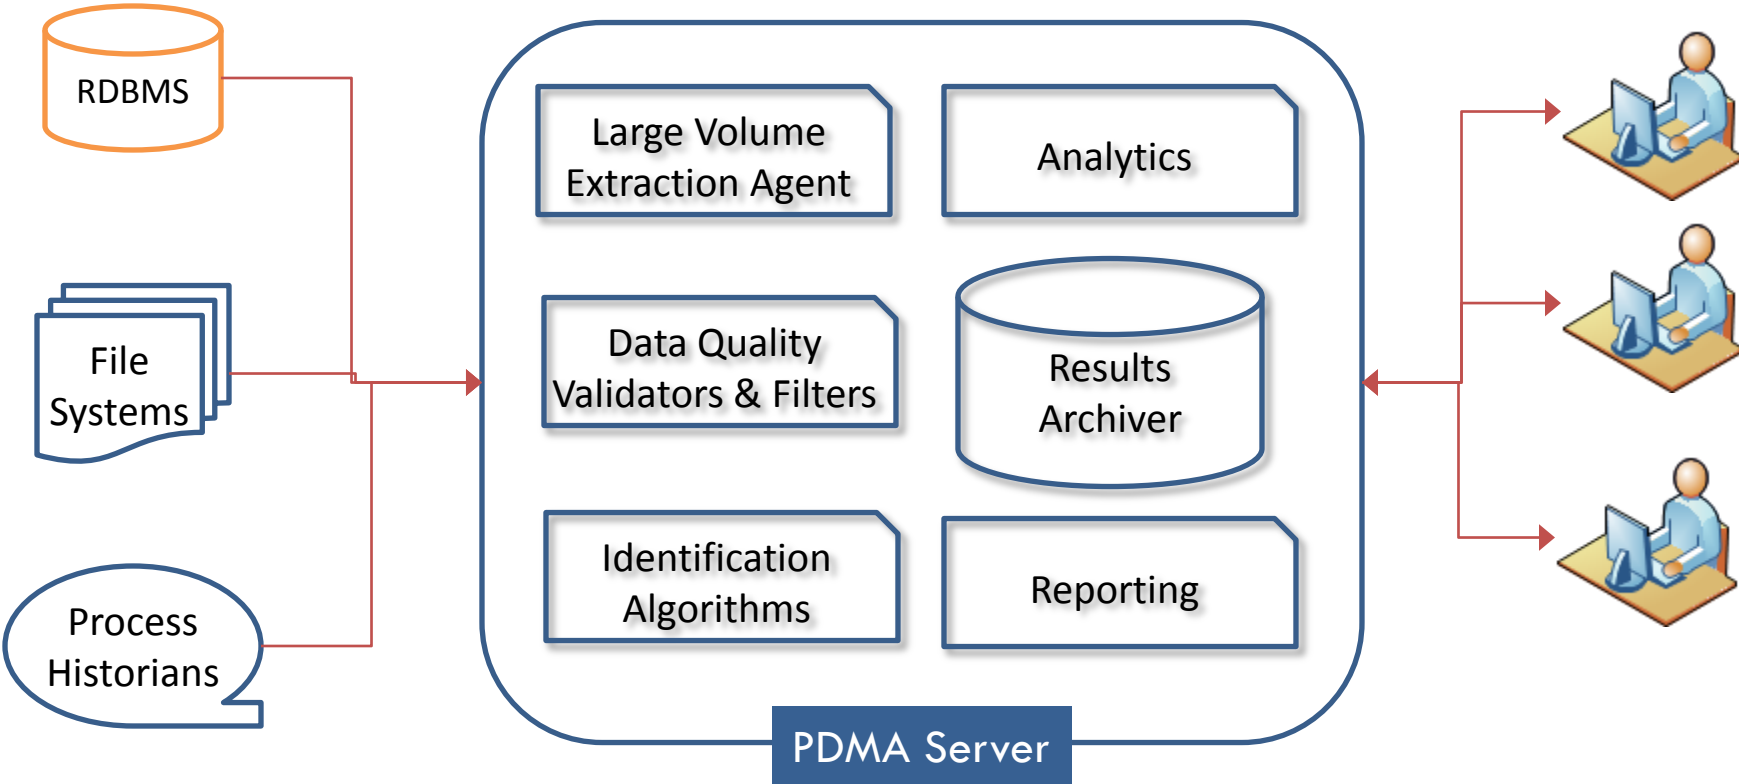 RDBMS
File
Systems
Process
Historians
Large Volume
Extraction Agent
Data Quality
Validators & Filters
Identification
Algorithms
Analytics
Results
Archiver
Reporting
PDMA Server